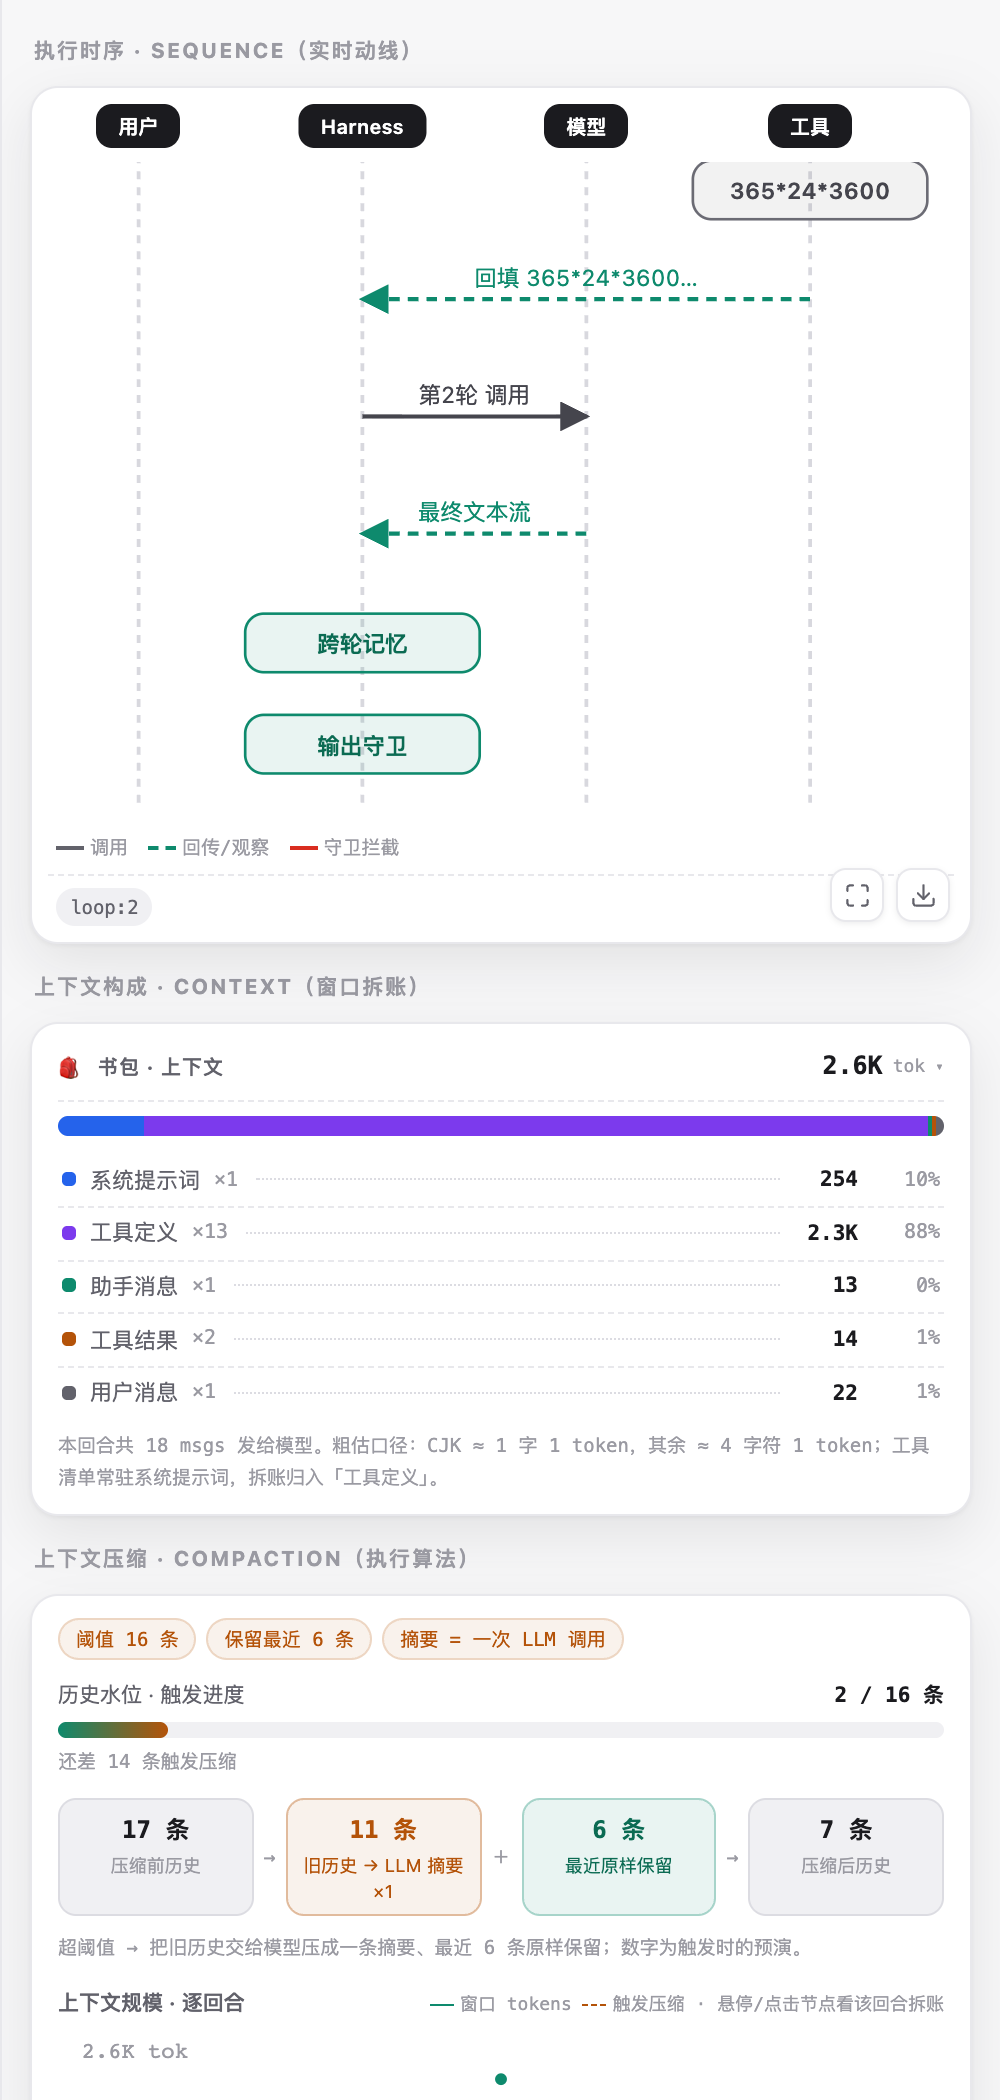 执行时序 · SEQUENCE（实时动线）
用户
Harness
模型
工具
365*24*3600
回填 365*24*3600…
第2轮 调用
最终文本流
跨轮记忆
输出守卫
调用
回传/观察
守卫拦截
loop:2
上下文构成 · CONTEXT（窗口拆账）
书包 · 上下文
2.6K tok ▾
系统提示词 ×1 254 10%
工具定义 ×13 2.3K 88%
助手消息 ×1 13 0%
工具结果 ×2 14 1%
用户消息 ×1 22 1%
本回合共 18 msgs 发给模型。粗估口径：CJK ≈ 1 字 1 token，其余 ≈ 4 字符 1 token；工具
清单常驻系统提示词，拆账归入「工具定义」。
上下文压缩 · COMPACTION（执行算法）
阈值 16 条
保留最近 6 条
摘要 = 一次 LLM 调用
历史水位 · 触发进度
2 / 16 条
还差 14 条触发压缩
17 条
压缩前历史
→
11 条
旧历史 → LLM 摘要
×1
+
6 条
最近原样保留
→
7 条
压缩后历史
超阈值 → 把旧历史交给模型压成一条摘要、最近 6 条原样保留；数字为触发时的预演。
上下文规模 · 逐回合
窗口 tokens
触发压缩 · 悬停/点击节点看该回合拆账
2.6K tok